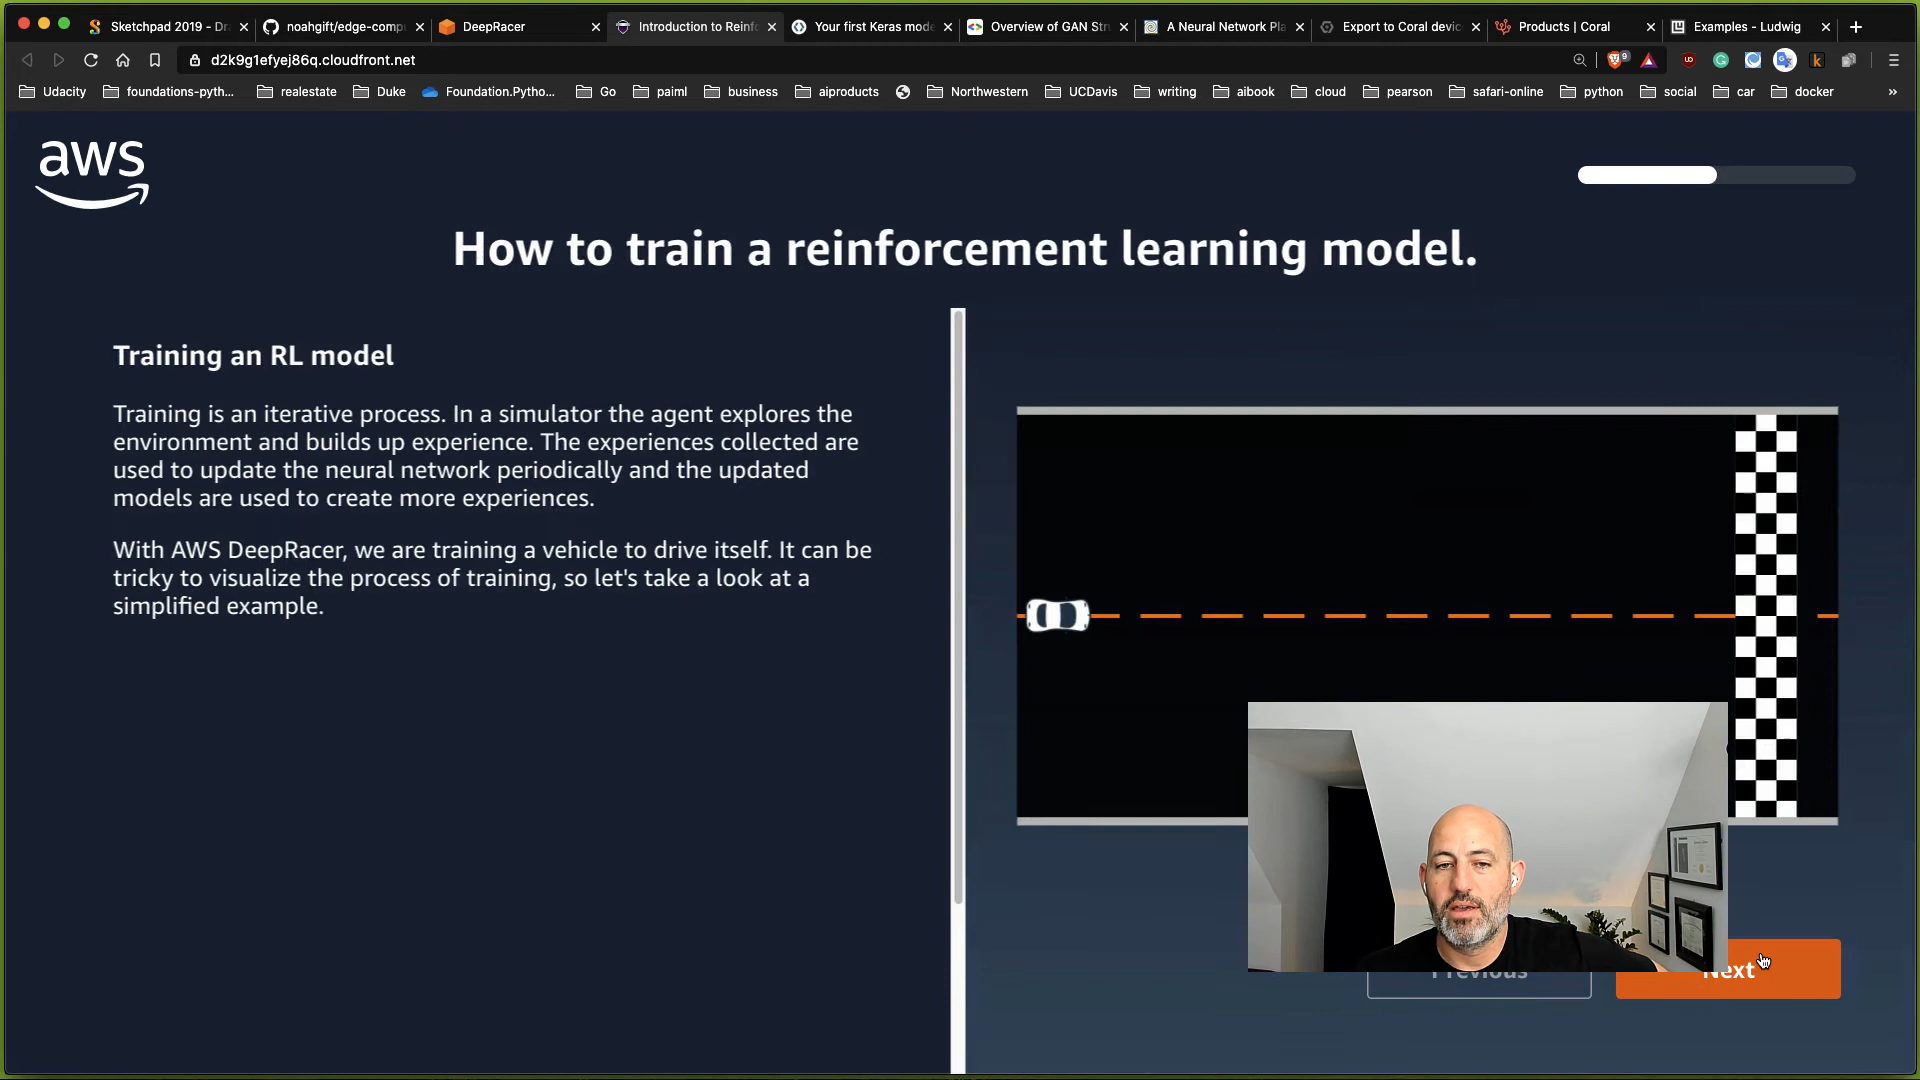 Sketchpad 2019 - Dr
noahgift/edge-comp
DeepRacer
Introduction to Reinf
Your first Keras mode
Overview of GAN Str
A Neural Network Pla
Export to Coral devic
Products | Coral
Examples - Ludwig
d2k9g1efyej86q.cloudfront.net
9
Udacity
foundations-pyth...
realestate
Duke
Foundation.Pytho...
Go
paiml
business
aiproducts
Northwestern
UCDavis
writing
aibook
cloud
pearson
safari-online
python
social
car
docker
»
aws
How to train a reinforcement learning model.
Training an RL model
Training is an iterative process. In a simulator the agent explores the
environment and builds up experience. The experiences collected are
used to update the neural network periodically and the updated
models are used to create more experiences.
With AWS DeepRacer, we are training a vehicle to drive itself. It can be
tricky to visualize the process of training, so let's take a look at a
simplified example.
Previous
Next